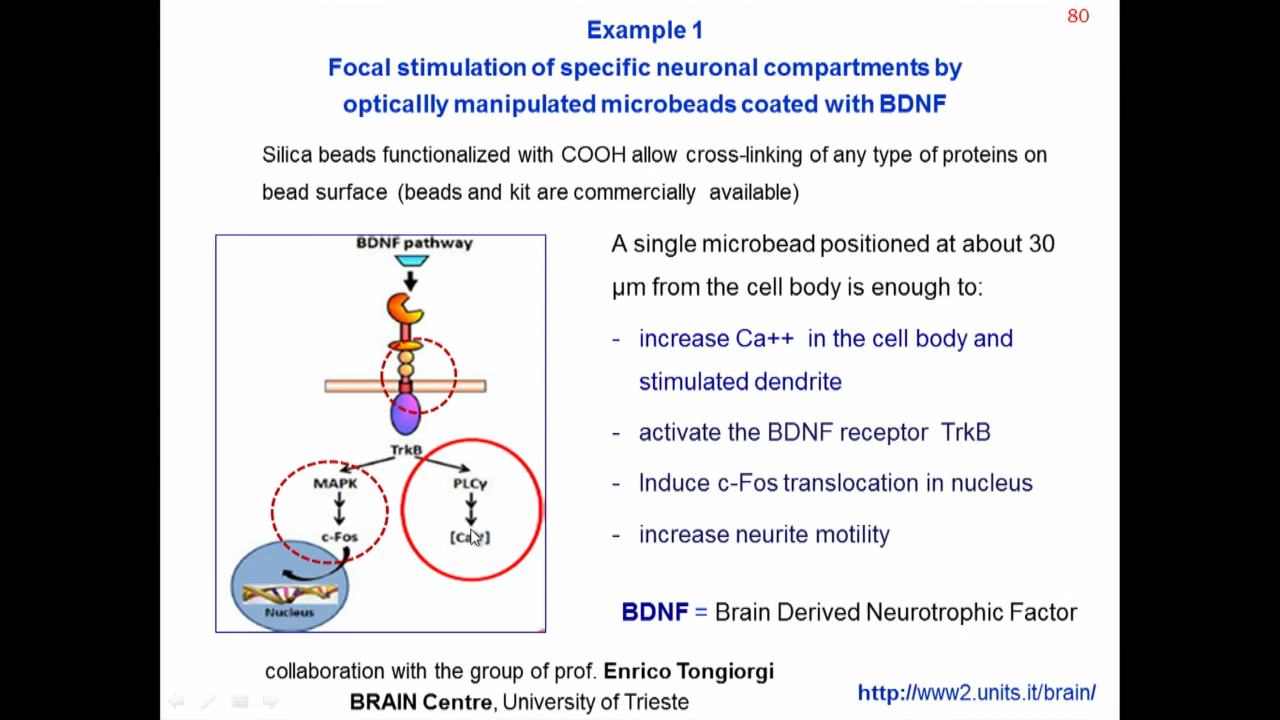 80
Example 1
Focal stimulation of specific neuronal compartments by
opticallly manipulated microbeads coated with BDNF
Silica beads functionalized with COOH allow cross-linking of any type of proteins on
bead surface (beads and kit are commercially available)
BDNF pathway
TrkB
MAPK
PLCγ
c-Fos
Nucleus
A single microbead positioned at about 30
µm from the cell body is enough to:
- increase Ca++ in the cell body and
stimulated dendrite
- activate the BDNF receptor TrkB
- Induce c-Fos translocation in nucleus
- increase neurite motility
BDNF = Brain Derived Neurotrophic Factor
collaboration with the group of prof. Enrico Tongiorgi
BRAIN Centre, University of Trieste
http://www2.units.it/brain/